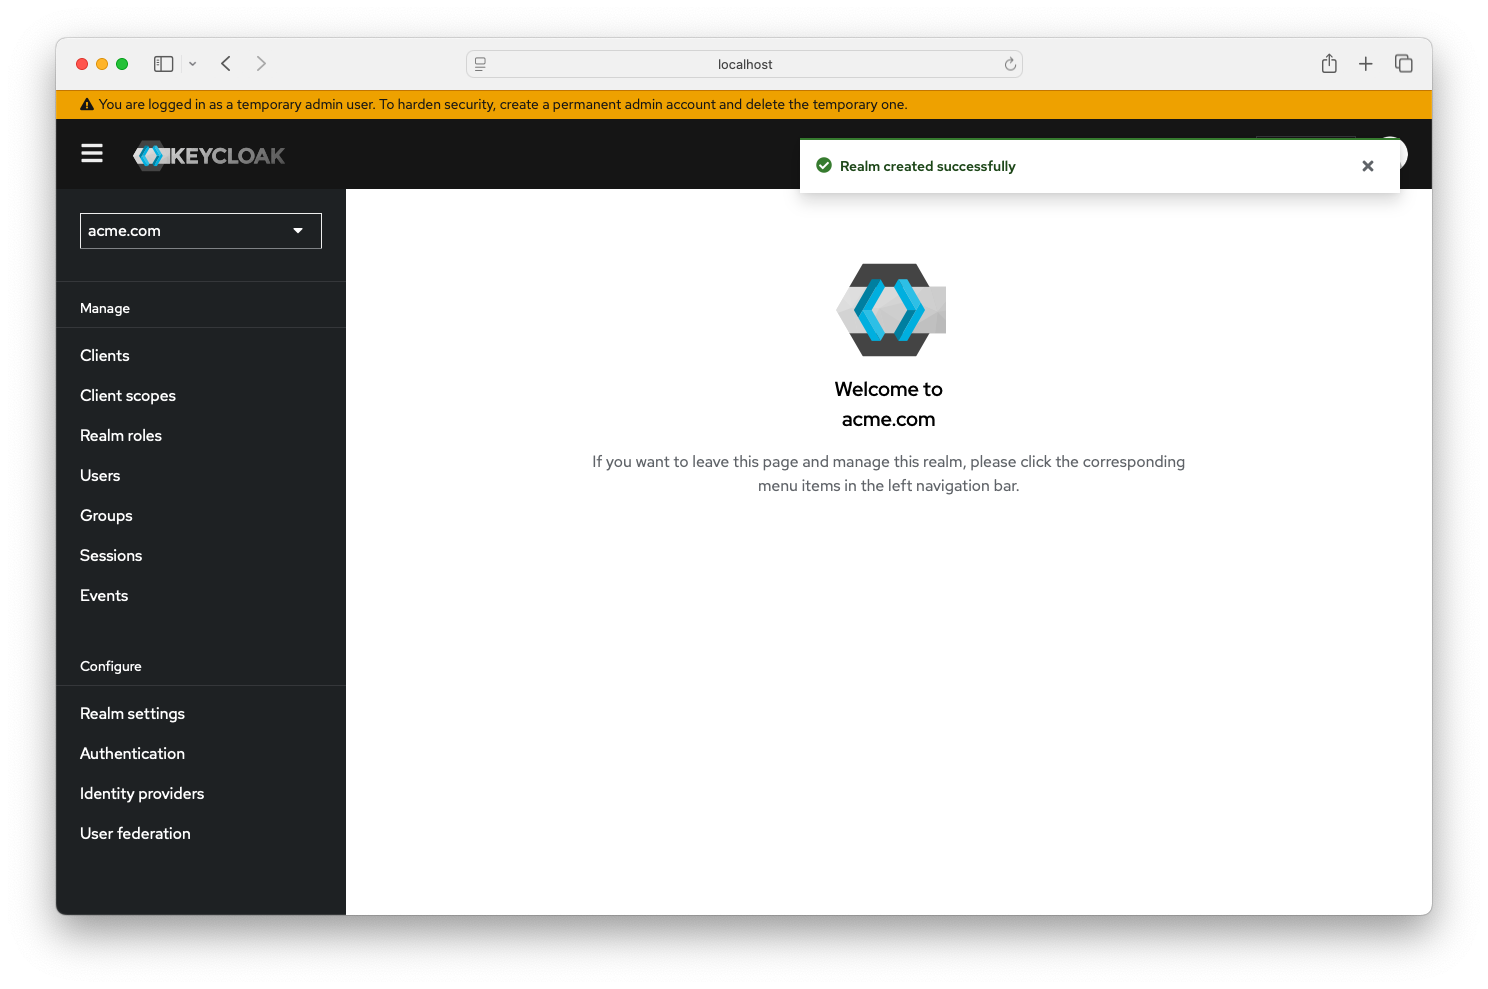 localhost
You are logged in as a temporary admin user. To harden security, create a permanent admin account and delete the temporary one.
KEYCLOAK
Realm created successfully
acme.com
Manage
Clients
Client scopes
Realm roles
Users
Groups
Sessions
Events
Configure
Realm settings
Authentication
Identity providers
User federation
Welcome to
acme.com
If you want to leave this page and manage this realm, please click the corresponding
menu items in the left navigation bar.